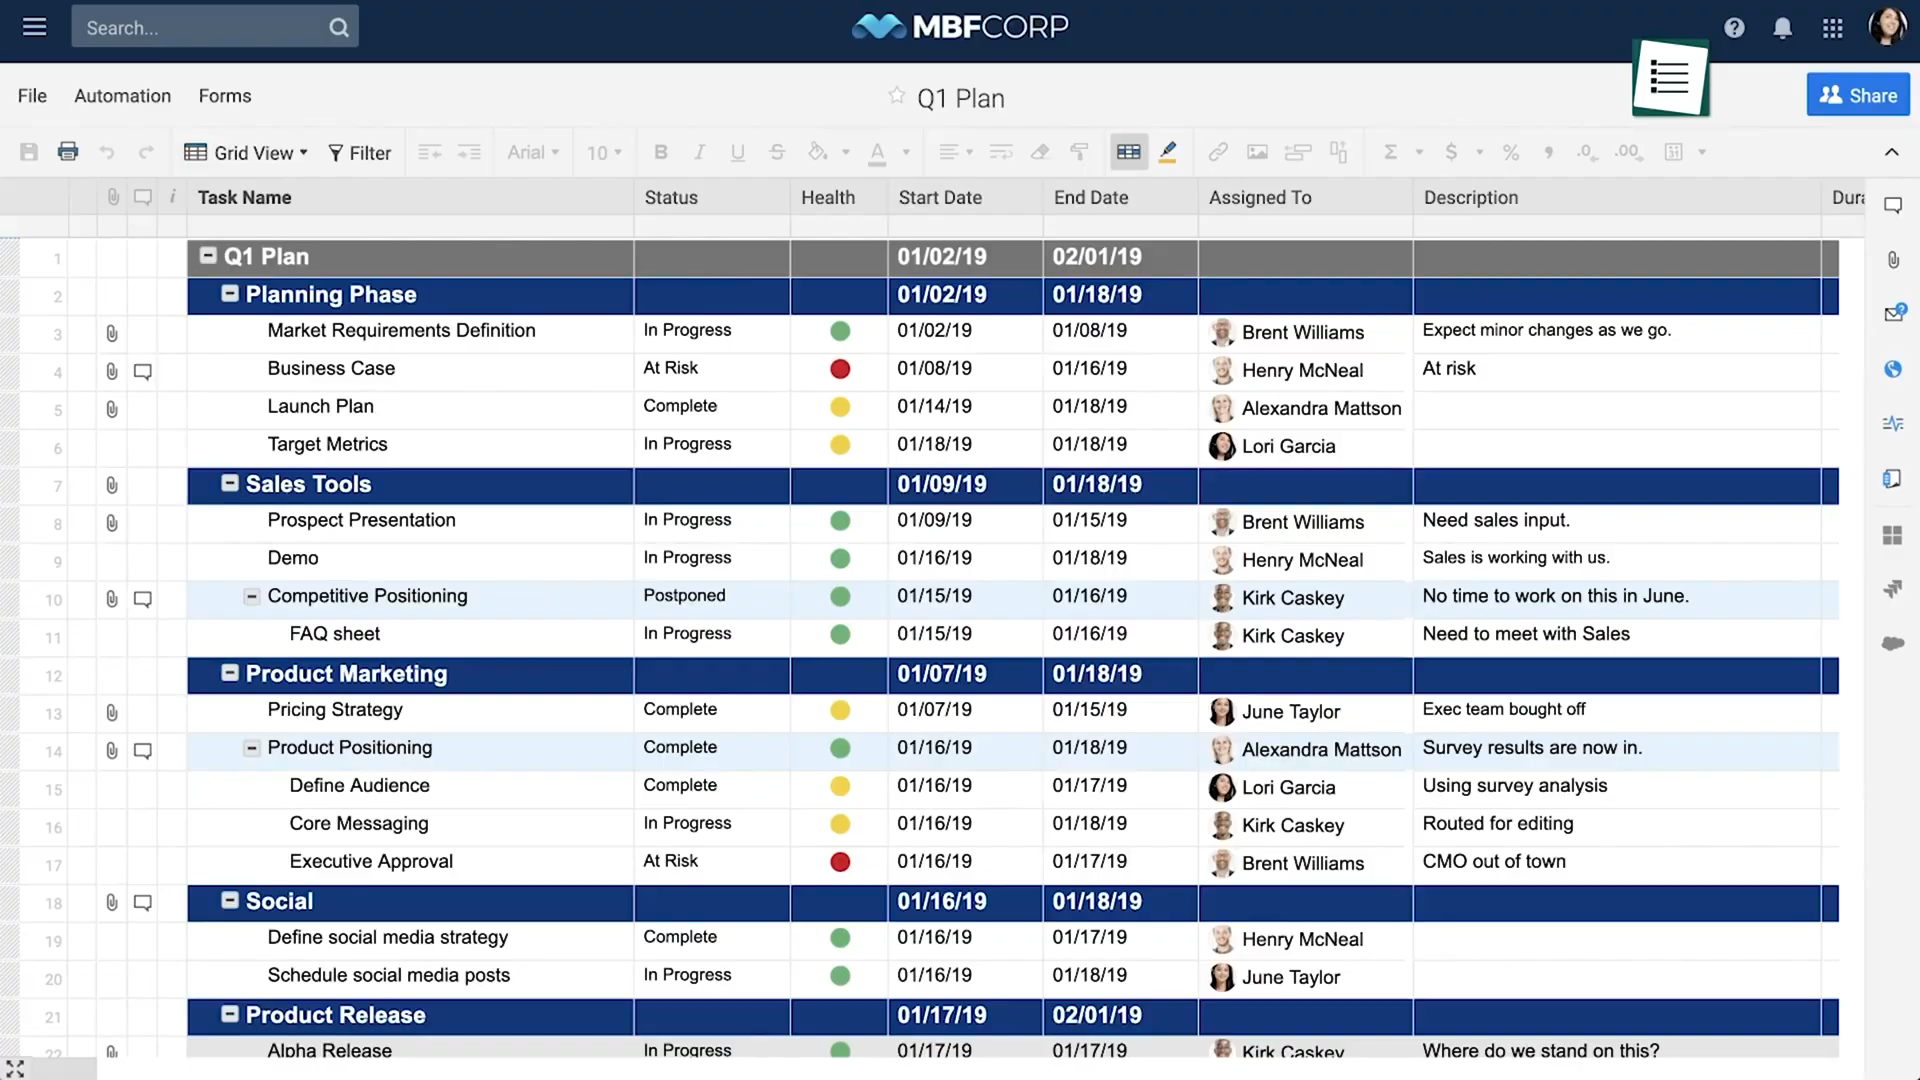 Search...
MBFCORP
File Automation Forms
Q1 Plan
Share
Grid View Filter Arial 10 B I U S A Σ $ % , .0 .00
i Task Name Status Health Start Date End Date Assigned To Description Dura
1 Q1 Plan 01/02/19 02/01/19
2 Planning Phase 01/02/19 01/18/19
3 Market Requirements Definition In Progress 01/02/19 01/08/19 Brent Williams Expect minor changes as we go.
4 Business Case At Risk 01/08/19 01/16/19 Henry McNeal At risk
5 Launch Plan Complete 01/14/19 01/18/19 Alexandra Mattson
6 Target Metrics In Progress 01/18/19 01/18/19 Lori Garcia
7 Sales Tools 01/09/19 01/18/19
8 Prospect Presentation In Progress 01/09/19 01/15/19 Brent Williams Need sales input.
9 Demo In Progress 01/16/19 01/18/19 Henry McNeal Sales is working with us.
10 Competitive Positioning Postponed 01/15/19 01/16/19 Kirk Caskey No time to work on this in June.
11 FAQ sheet In Progress 01/15/19 01/16/19 Kirk Caskey Need to meet with Sales
12 Product Marketing 01/07/19 01/18/19
13 Pricing Strategy Complete 01/07/19 01/15/19 June Taylor Exec team bought off
14 Product Positioning Complete 01/16/19 01/18/19 Alexandra Mattson Survey results are now in.
15 Define Audience Complete 01/16/19 01/17/19 Lori Garcia Using survey analysis
16 Core Messaging In Progress 01/16/19 01/18/19 Kirk Caskey Routed for editing
17 Executive Approval At Risk 01/16/19 01/17/19 Brent Williams CMO out of town
18 Social 01/16/19 01/18/19
19 Define social media strategy Complete 01/16/19 01/17/19 Henry McNeal
20 Schedule social media posts In Progress 01/16/19 01/18/19 June Taylor
21 Product Release 01/17/19 02/01/19
22 Alpha Release In Progress 01/17/19 01/17/19 Kirk Caskey Where do we stand on this?